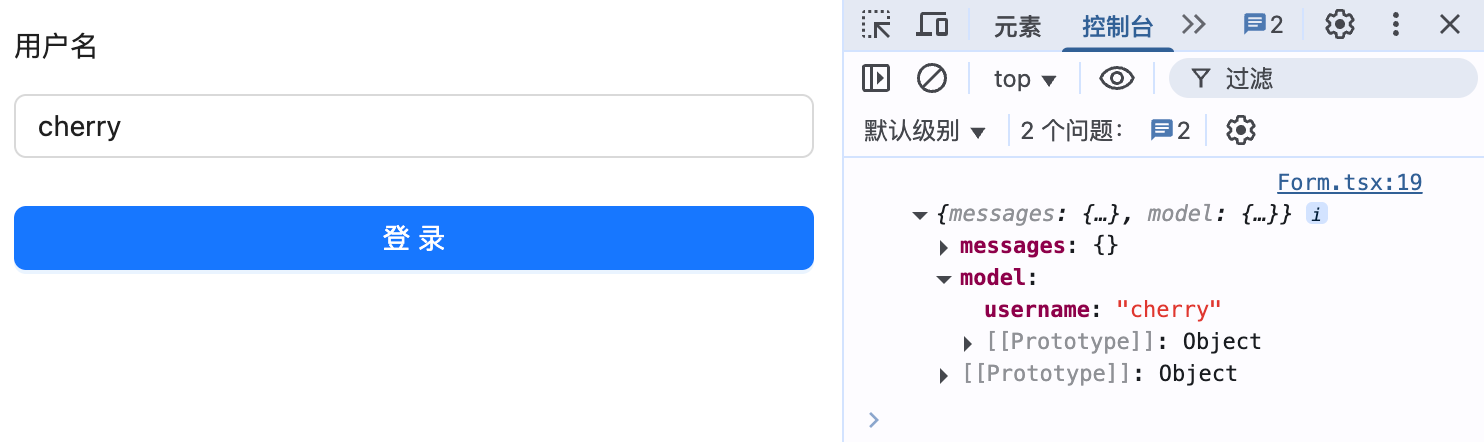 用户名
cherry
登 录
元素 控制台 2
top 过滤
默认级别 2 个问题: 2
Form.tsx:19
{messages: {…}, model: {…}} i
messages: {}
model:
username: "cherry"
[[Prototype]]: Object
[[Prototype]]: Object